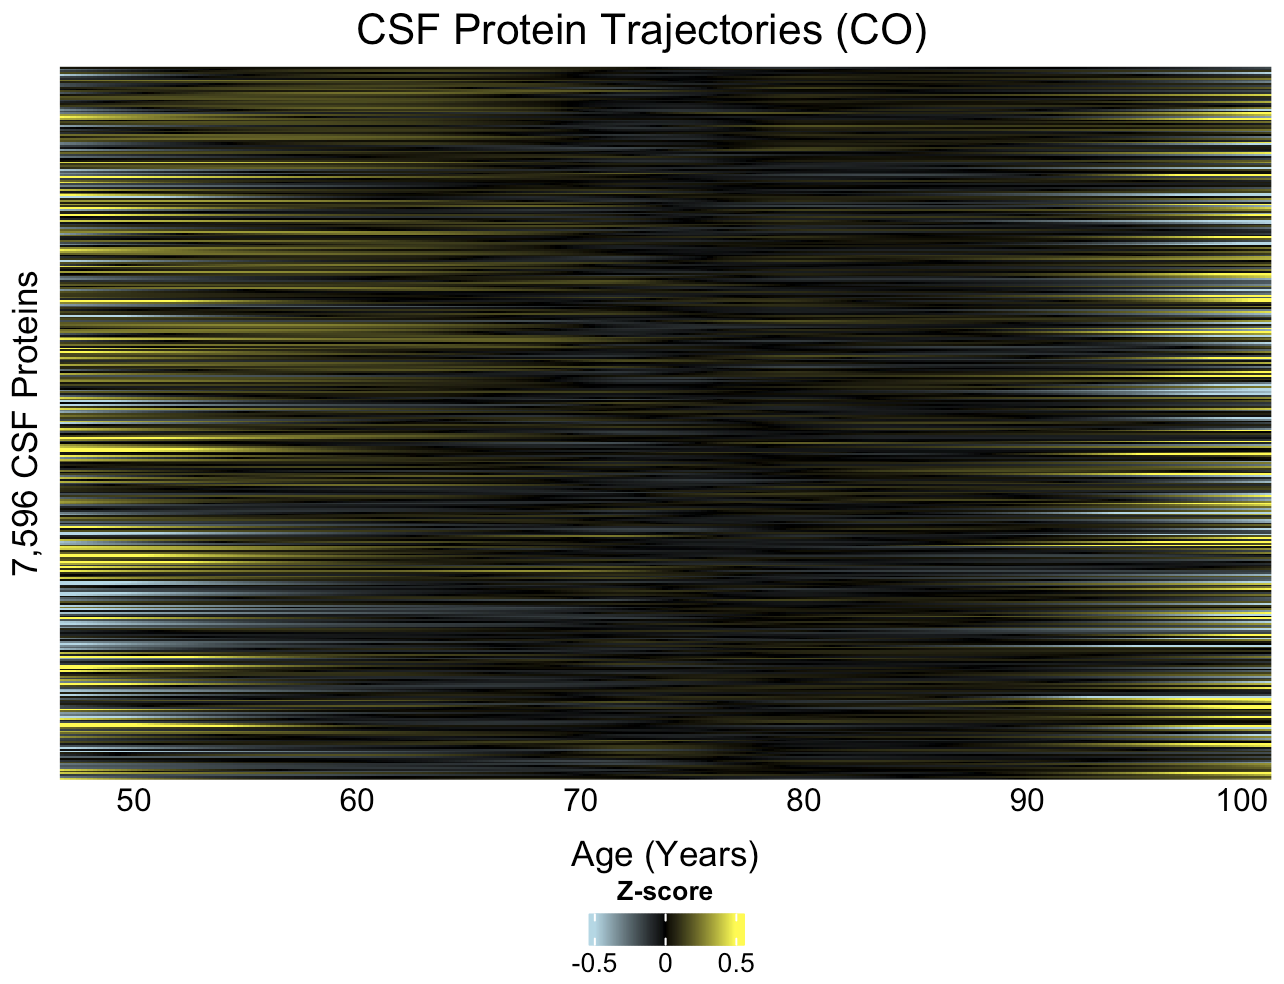 CSF Protein Trajectories (CO)
7,596 CSF Proteins
50 60 70 80 90 100
Age (Years)
Z-score
-0.5 0 0.5